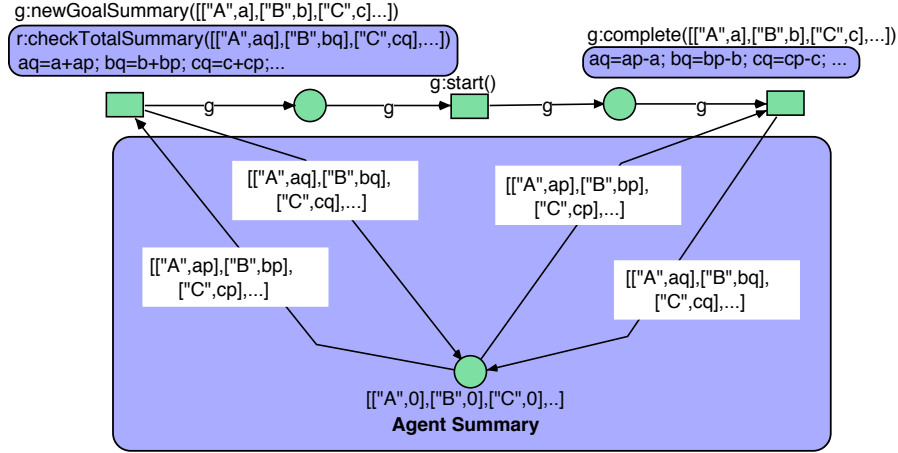 g:newGoalSummary([["A",a],["B",b],["C",c]...])
r:checkTotalSummary([["A",aq],["B",bq],["C",cq],...])
aq=a+ap; bq=b+bp; cq=c+cp;...
g:complete([["A",a],["B",b],["C",c],...])
aq=ap-a; bq=bp-b; cq=cp-c; ...
g:start()
g
g
g
g
[["A",aq],["B",bq],
["C",cq],...]
[["A",ap],["B",bp],
["C",cp],...]
[["A",ap],["B",bp],
["C",cp],...]
[["A",aq],["B",bq],
["C",cq],...]
[["A",0],["B",0],["C",0],..]
Agent Summary